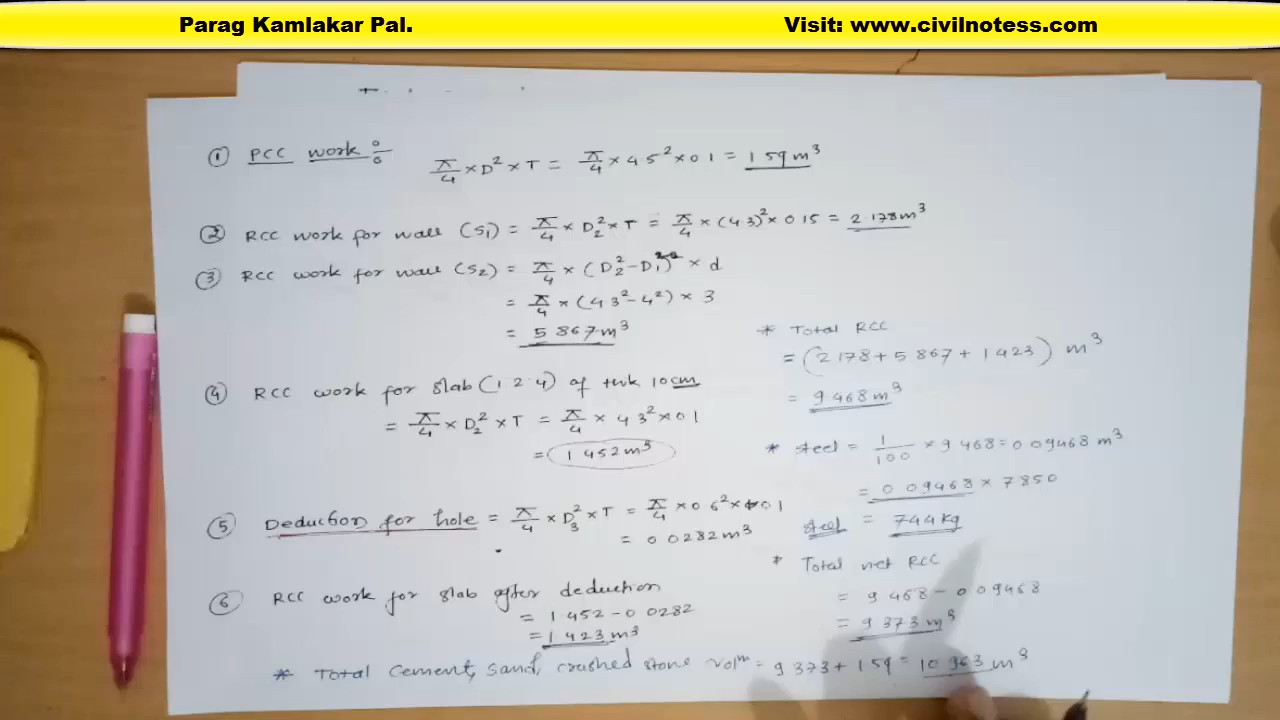 Parag Kamlakar Pal.
Visit: www.civilnotess.com
① PCC work : π/4 × D² × T = π/4 × 4 5² × 0 1 = 1 59 m³
② RCC work for wall (S₁) = π/4 × D₂² × T = π/4 × (4 3)² × 0 15 = 2 178 m³
③ RCC work for wall (S₂) = π/4 × (D₂² - D₁²) × d
= π/4 × (4 3² - 4²) × 3
= 5 867 m³
④ RCC work for slab (1 2 4) of thk 10cm
= π/4 × D₂² × T = π/4 × 4 3² × 0 1
= 1 452 m³
⑤ Deduction for hole = π/4 × D₃² × T = π/4 × 0 6² × 0 1
= 0 0282 m³
⑥ RCC work for slab after deduction
= 1 452 - 0 0282
= 1 423 m³
* Total RCC
= (2 178 + 5 867 + 1 423) m³
= 9 468 m³
* steel = 1/100 × 9 468 = 0 09468 m³
= 0 09468 × 7850
steel = 744 kg
* Total net RCC
= 9 468 - 0 09468
= 9 373 m³
* Total Cement, sand, crushed stone volm = 9 373 + 1 59 = 10 963 m³